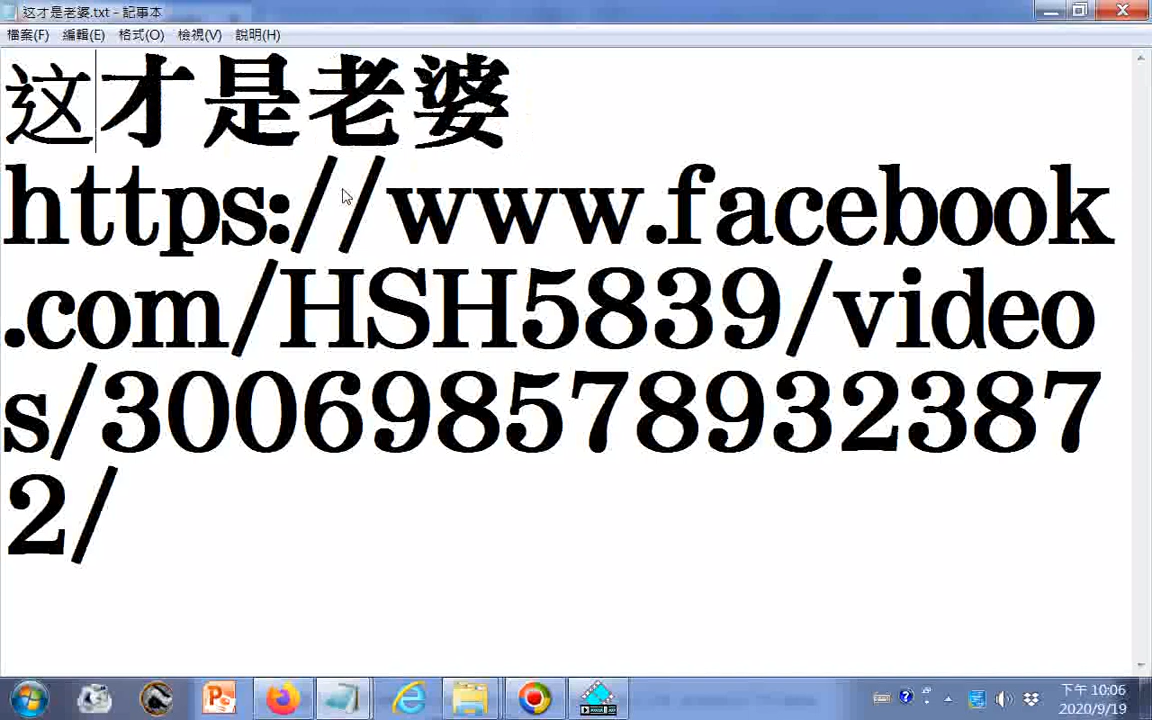 这才是老婆.txt - 記事本
檔案(F) 編輯(E) 格式(O) 檢視(V) 說明(H)
这才是老婆
https://www.facebook
.com/HSH5839/video
s/300698578932387
2/
下午 10:06
2020/9/19